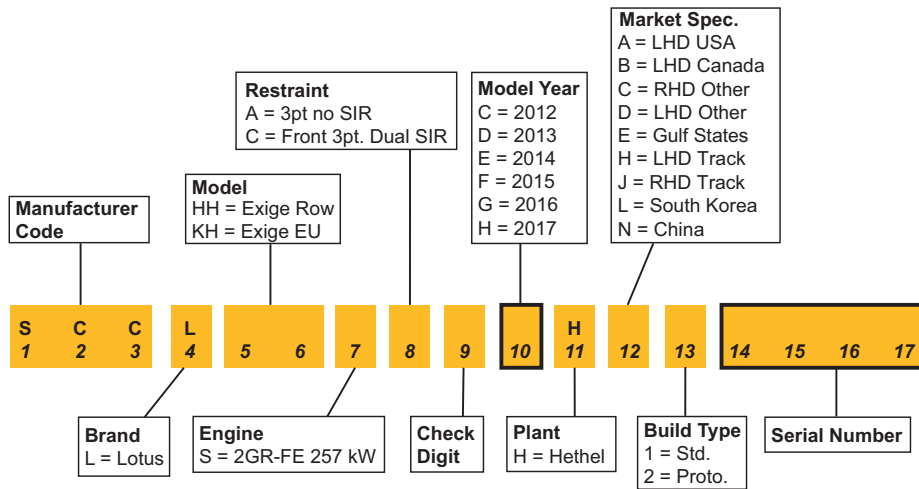 Market Spec.
A = LHD USA
B = LHD Canada
C = RHD Other
D = LHD Other
E = Gulf States
H = LHD Track
J = RHD Track
L = South Korea
N = China
Restraint
A = 3pt no SIR
C = Front 3pt. Dual SIR
Model Year
C = 2012
D = 2013
E = 2014
F = 2015
G = 2016
H = 2017
Manufacturer
Code
Model
HH = Exige Row
KH = Exige EU
S C C L H
1 2 3 4 5 6 7 8 9 10 11 12 13 14 15 16 17
Brand
L = Lotus
Engine
S = 2GR-FE 257 kW
Check
Digit
Plant
H = Hethel
Build Type
1 = Std.
2 = Proto.
Serial Number